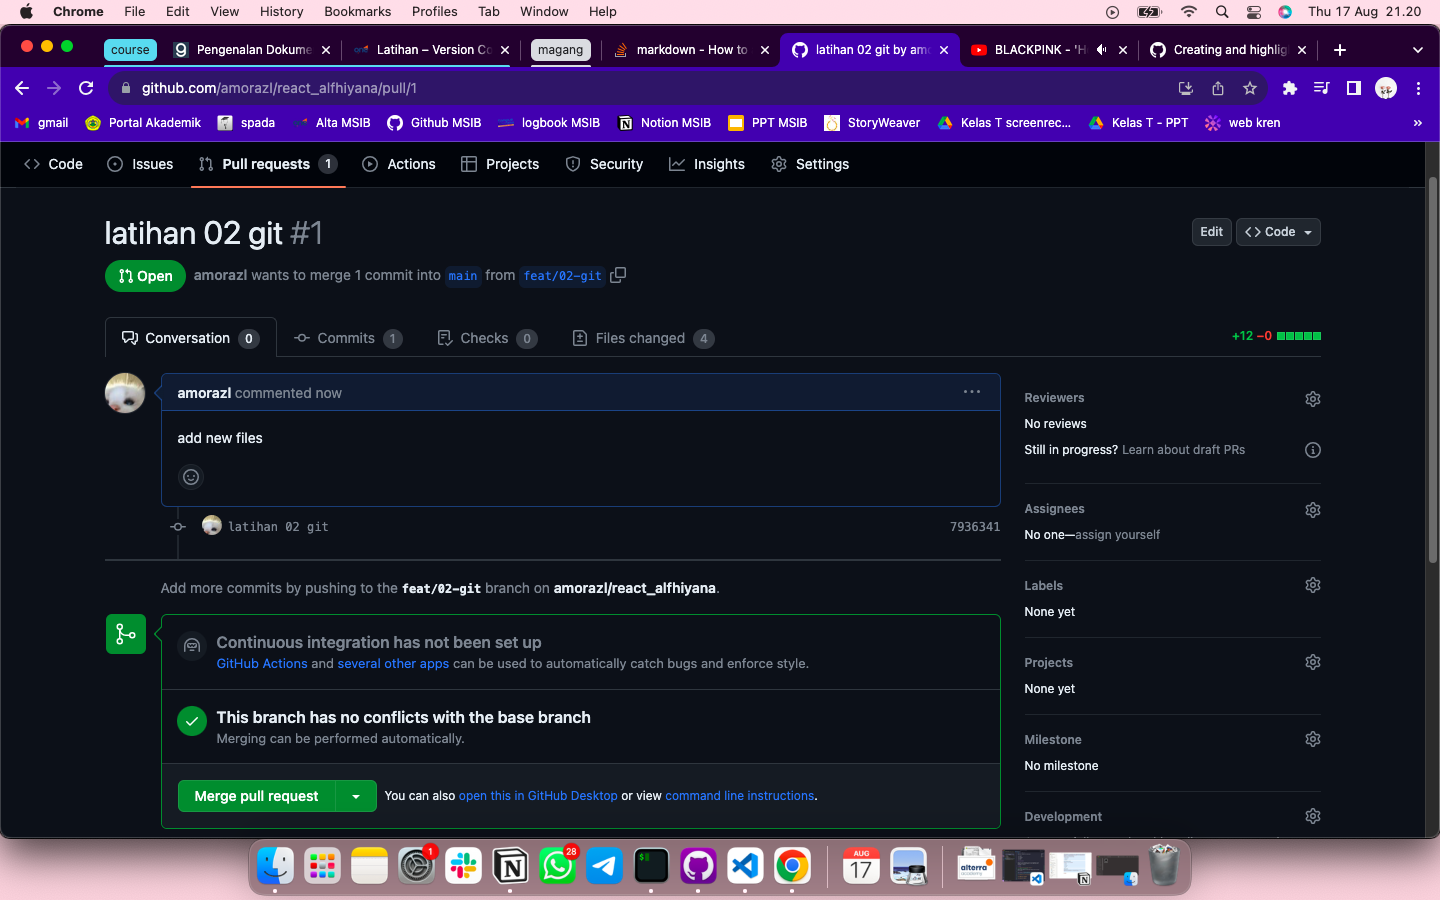 Chrome File Edit View History Bookmarks Profiles Tab Window Help Thu 17 Aug 21.20
course Pengenalan Dokume Latihan – Version Co magang markdown - How to latihan 02 git by amo BLACKPINK - 'H Creating and highlig
github.com/amorazl/react_alfhiyana/pull/1
gmail Portal Akademik spada Alta MSIB Github MSIB logbook MSIB Notion MSIB PPT MSIB StoryWeaver Kelas T screenrec... Kelas T - PPT web kren »
Code Issues Pull requests 1 Actions Projects Security Insights Settings
latihan 02 git #1
Edit Code
Open amorazl wants to merge 1 commit into main from feat/02-git
Conversation 0 Commits 1 Checks 0 Files changed 4
+12 −0
amorazl commented now
add new files
latihan 02 git 7936341
Add more commits by pushing to the feat/02-git branch on amorazl/react_alfhiyana.
Continuous integration has not been set up
GitHub Actions and several other apps can be used to automatically catch bugs and enforce style.
This branch has no conflicts with the base branch
Merging can be performed automatically.
Merge pull request You can also open this in GitHub Desktop or view command line instructions.
Reviewers
No reviews
Still in progress? Learn about draft PRs
Assignees
No one—assign yourself
Labels
None yet
Projects
None yet
Milestone
No milestone
Development
1 28 AUG 17
alterra